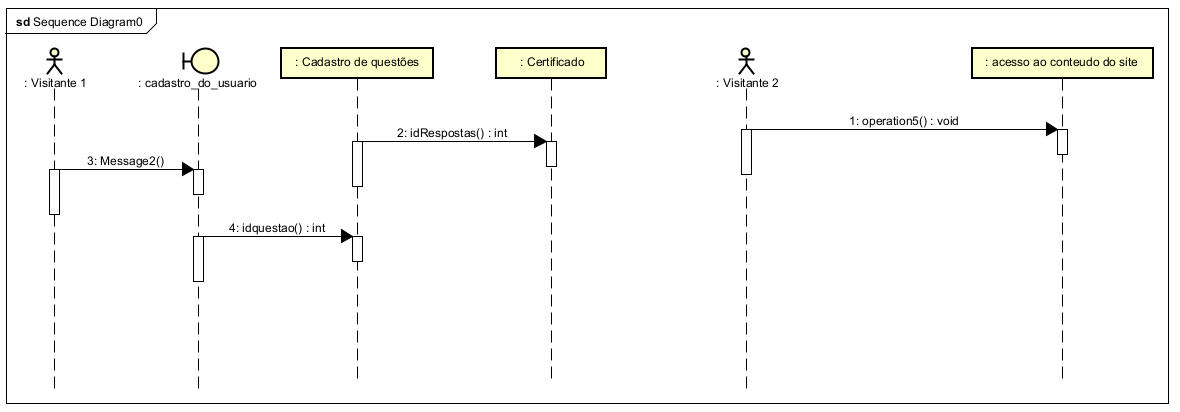 sd Sequence Diagram0
: Visitante 1
: cadastro_do_usuario
: Cadastro de questões
: Certificado
: Visitante 2
: acesso ao conteudo do site
1: operation5() : void
2: idRespostas() : int
3: Message2()
4: idquestao() : int